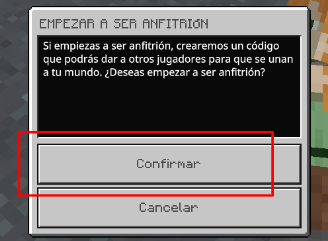 EMPEZAR A SER ANFITRIÓN
Si empiezas a ser anfitrión, crearemos un código
que podrás dar a otros jugadores para que se unan
a tu mundo. ¿Deseas empezar a ser anfitrión?
Confirmar
Cancelar